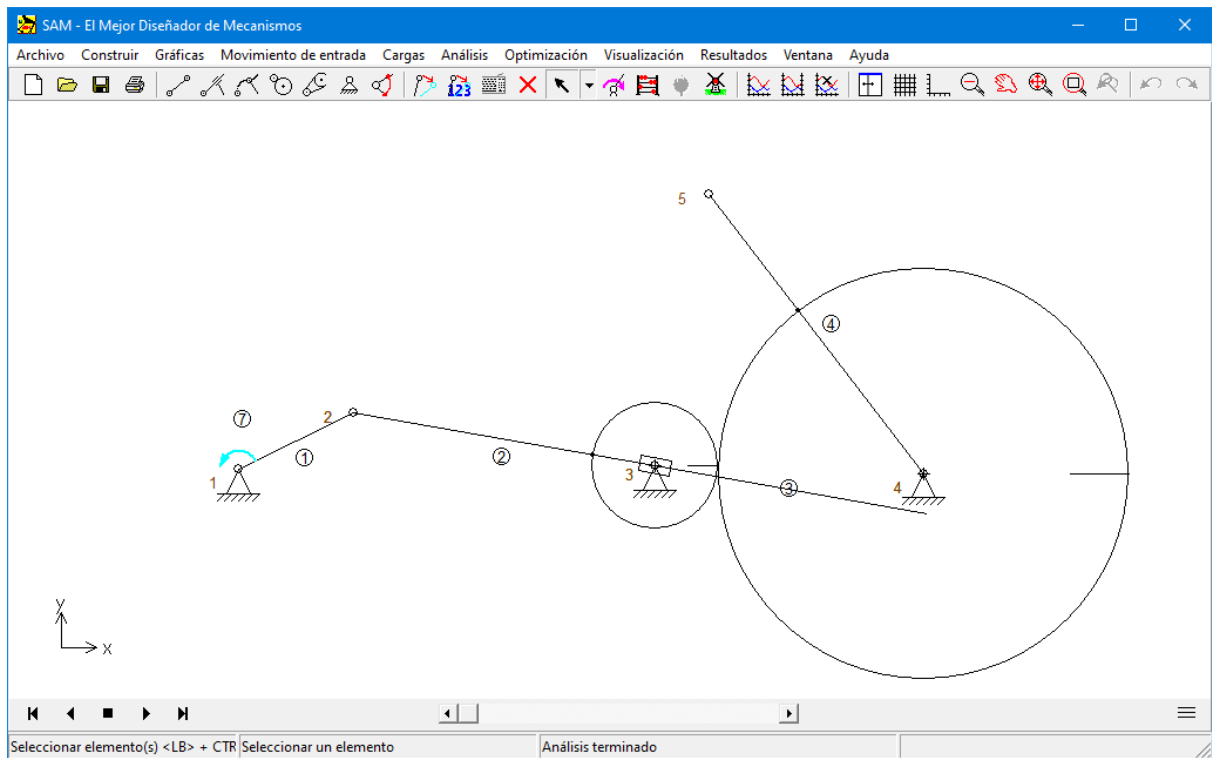 SAM - El Mejor Diseñador de Mecanismos
Archivo Construir Gráficas Movimiento de entrada Cargas Análisis Optimización Visualización Resultados Ventana Ayuda
123
5
4
7
2
1
2
3
3
4
1
y
x
Seleccionar elemento(s) <LB> + CTR Seleccionar un elemento Análisis terminado